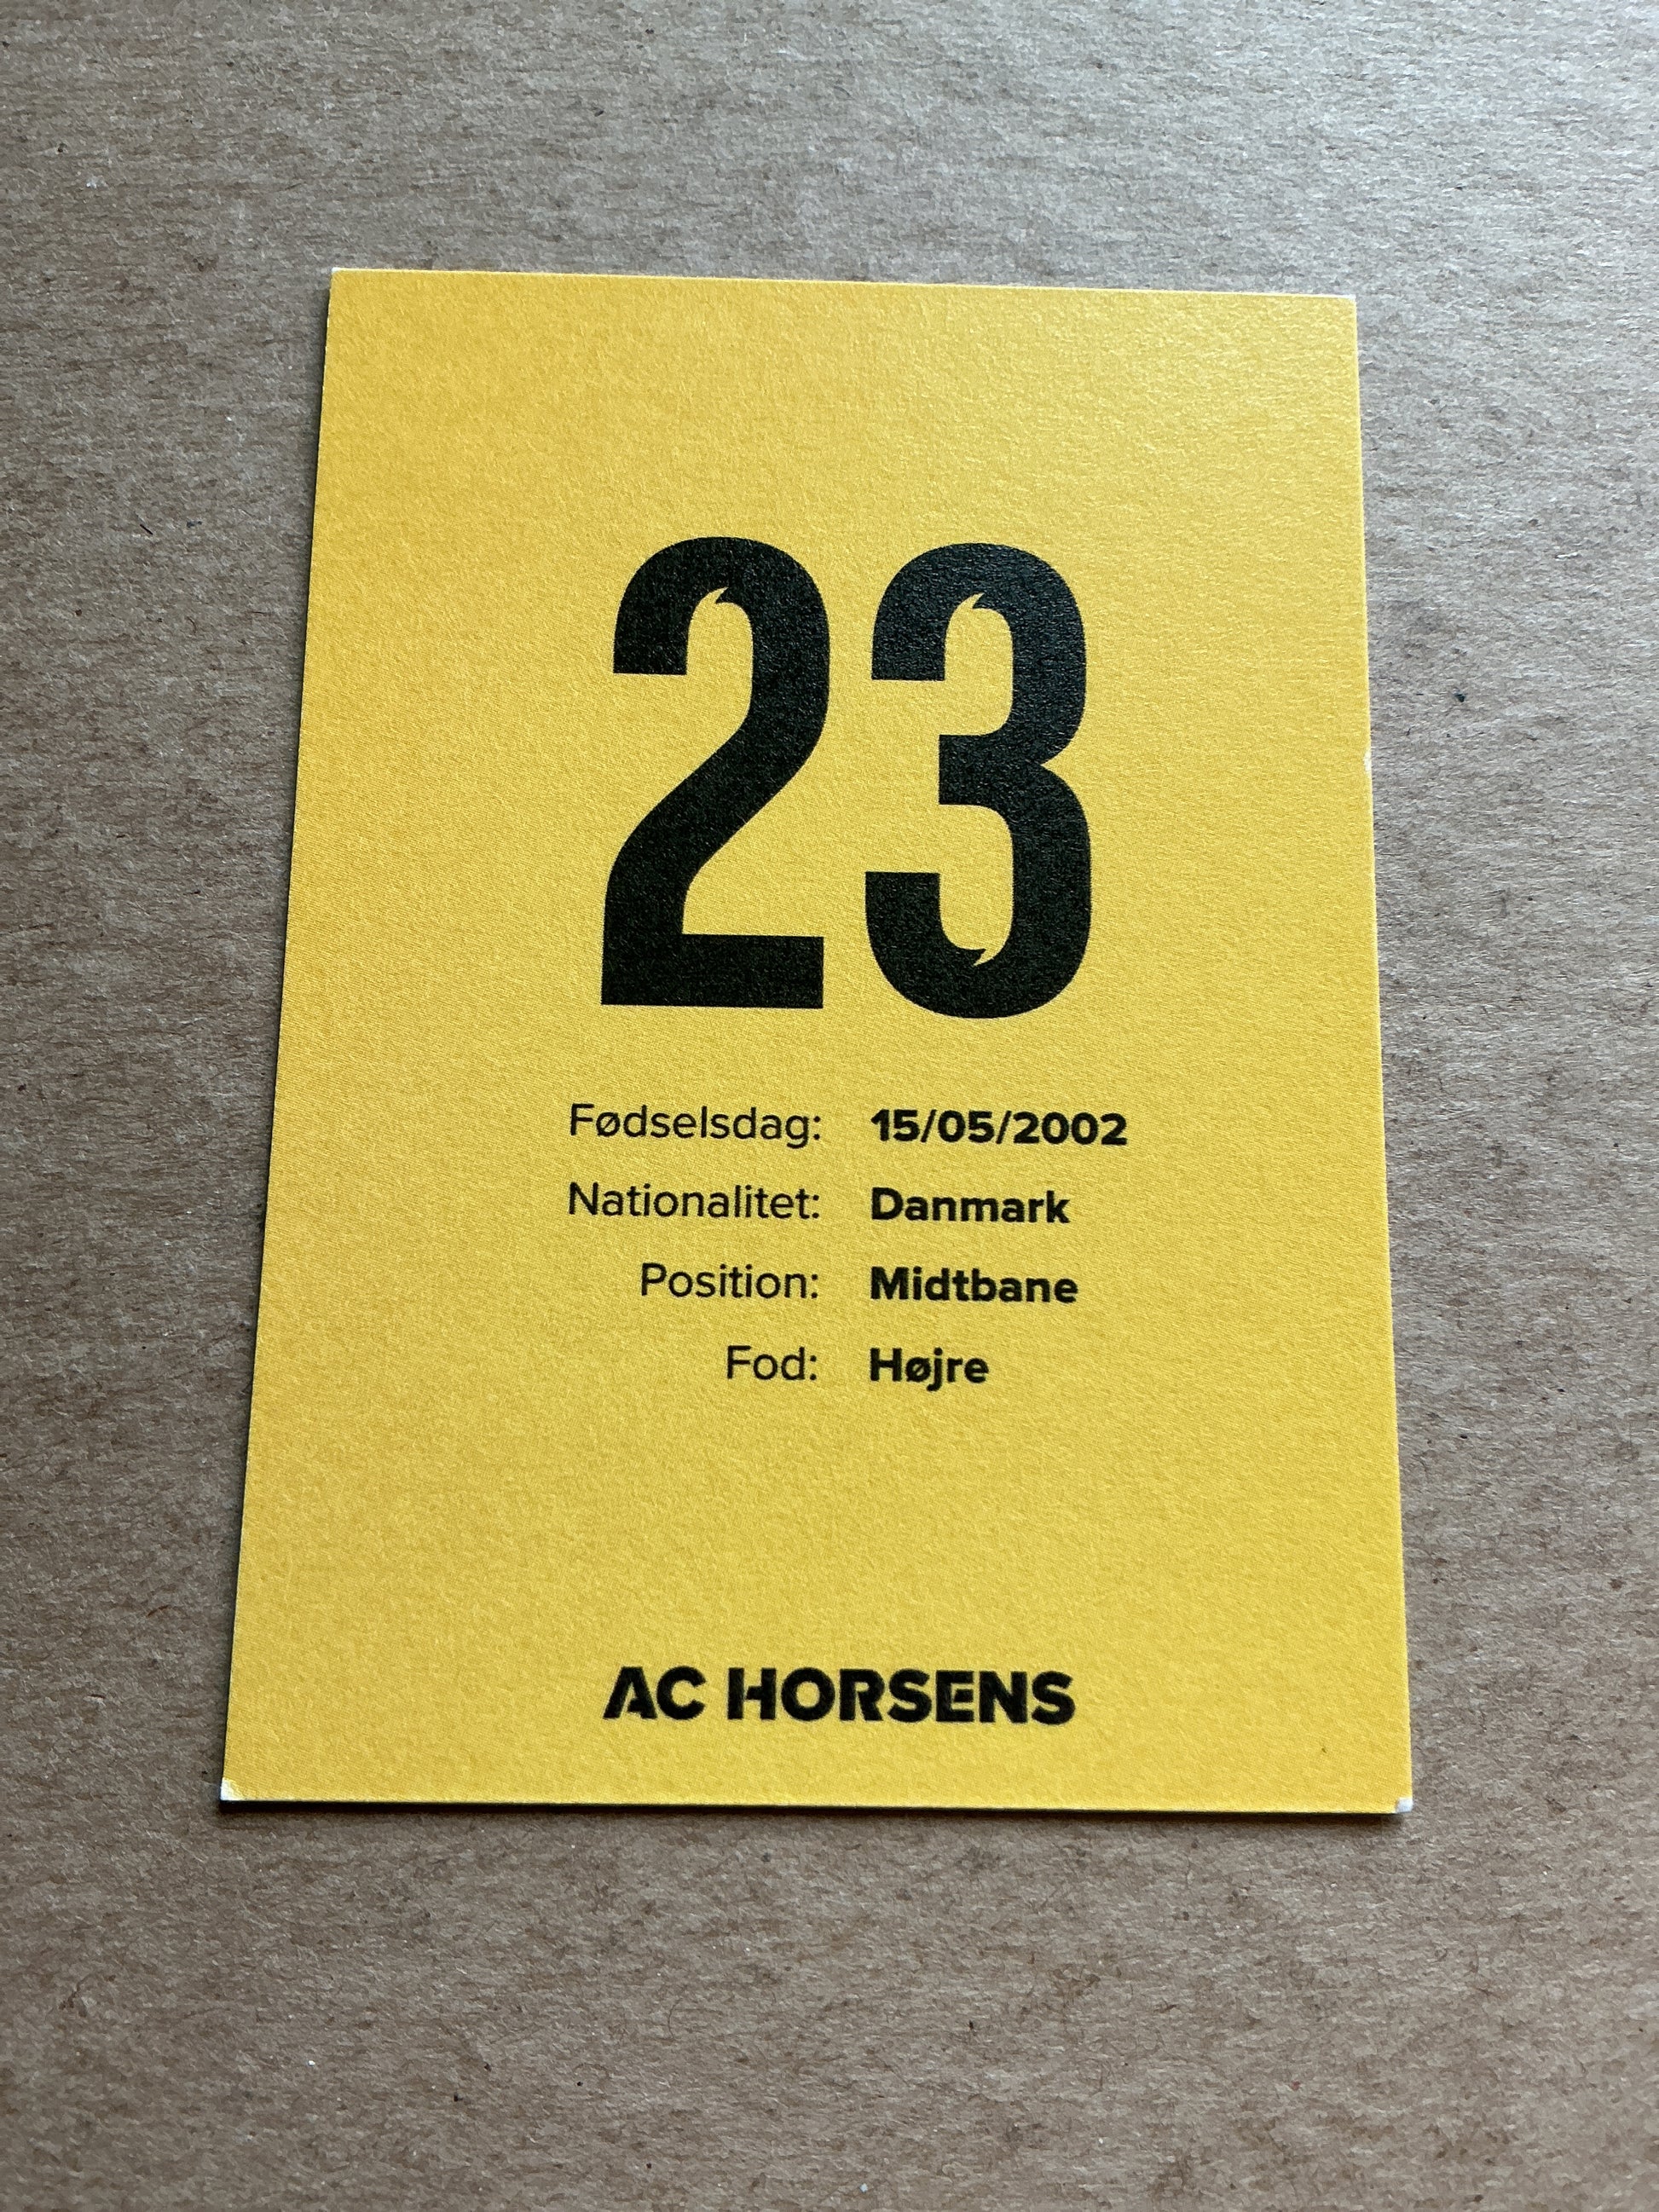 23
Fødselsdag: 15/05/2002
Nationalitet: Danmark
Position: Midtbane
Fod: Højre
AC HORSENS